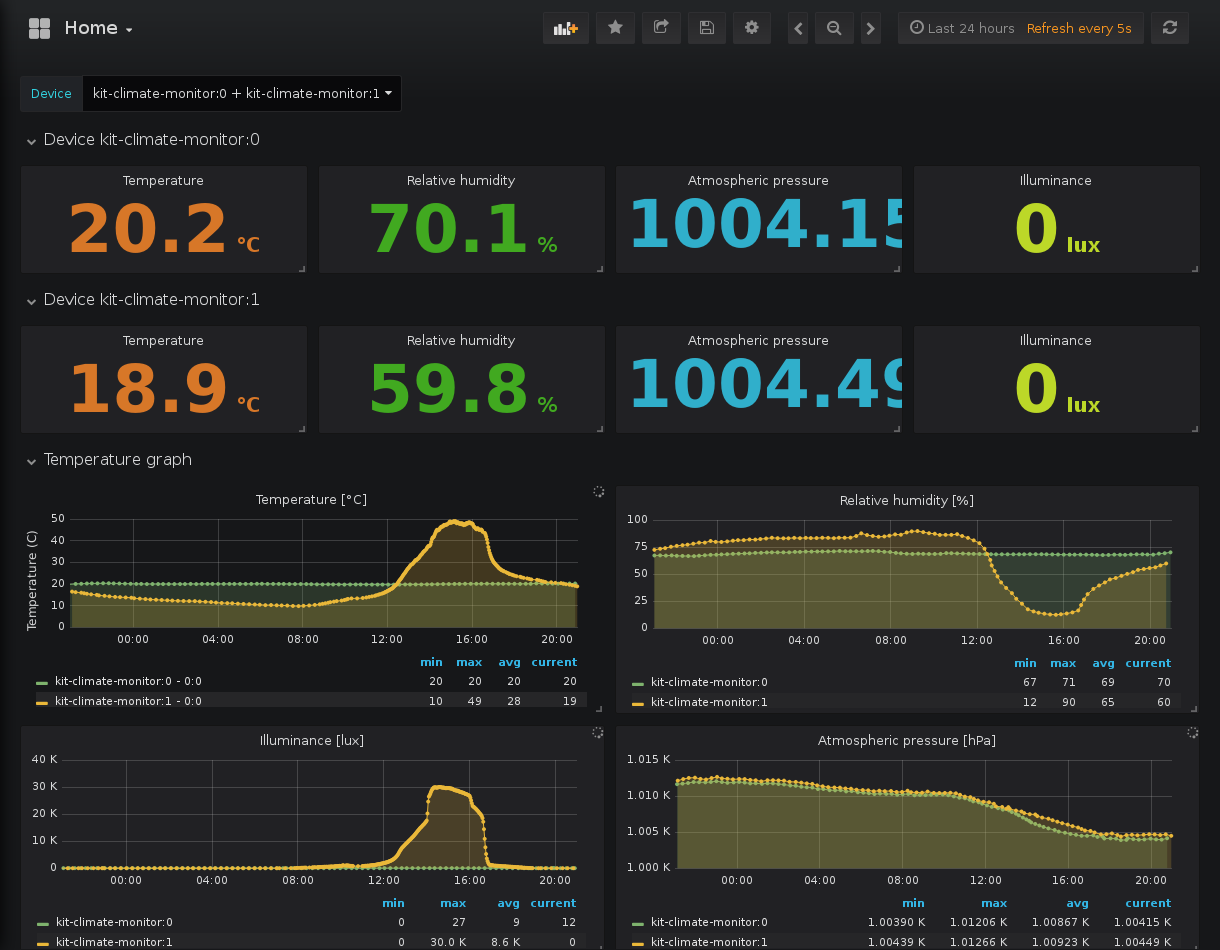 Home
Last 24 hours Refresh every 5s
Device kit-climate-monitor:0 + kit-climate-monitor:1
Device kit-climate-monitor:0
Temperature Relative humidity Atmospheric pressure Illuminance
20.2 °C 70.1 % 1004.15 0 lux
Device kit-climate-monitor:1
Temperature Relative humidity Atmospheric pressure Illuminance
18.9 °C 59.8 % 1004.49 0 lux
Temperature graph
Temperature [°C]
Temperature (C)
50
40
30
20
10
0
00:00 04:00 08:00 12:00 16:00 20:00
min max avg current
kit-climate-monitor:0 - 0:0 20 20 20 20
kit-climate-monitor:1 - 0:0 10 49 28 19
Relative humidity [%]
100
75
50
25
0
00:00 04:00 08:00 12:00 16:00 20:00
min max avg current
kit-climate-monitor:0 67 71 69 70
kit-climate-monitor:1 12 90 65 60
Illuminance [lux]
40 K
30 K
20 K
10 K
0
00:00 04:00 08:00 12:00 16:00 20:00
min max avg current
kit-climate-monitor:0 0 27 9 12
kit-climate-monitor:1 0 30.0 K 8.6 K 0
Atmospheric pressure [hPa]
1.015 K
1.010 K
1.005 K
1.000 K
00:00 04:00 08:00 12:00 16:00 20:00
min max avg current
kit-climate-monitor:0 1.00390 K 1.01206 K 1.00867 K 1.00415 K
kit-climate-monitor:1 1.00439 K 1.01266 K 1.00923 K 1.00449 K